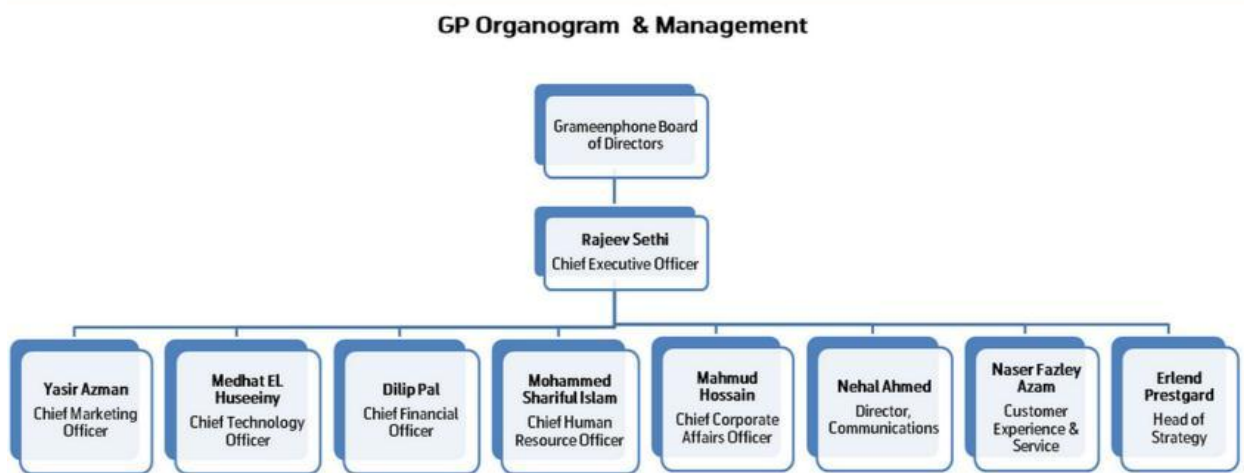 GP Organogram & Management
Grameenphone Board
of Directors
Rajeev Sethi
Chief Executive Officer
Yasir Azman
Chief Marketing
Officer
Medhat EL
Huseeiny
Chief Technology
Officer
Dilip Pal
Chief Financial
Officer
Mohammed
Shariful Islam
Chief Human
Resource Officer
Mahmud
Hossain
Chief Corporate
Affairs Officer
Nehal Ahmed
Director,
Communications
Naser Fazley
Azam
Customer
Experience &
Service
Erlend
Prestgard
Head of
Strategy